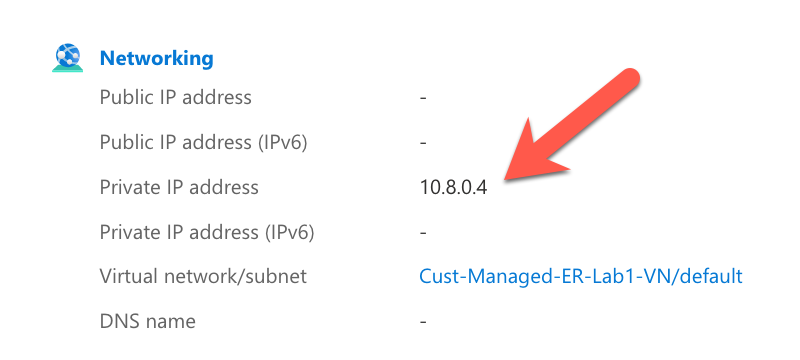 Networking
Public IP address -
Public IP address (IPv6) -
Private IP address 10.8.0.4
Private IP address (IPv6) -
Virtual network/subnet Cust-Managed-ER-Lab1-VN/default
DNS name -